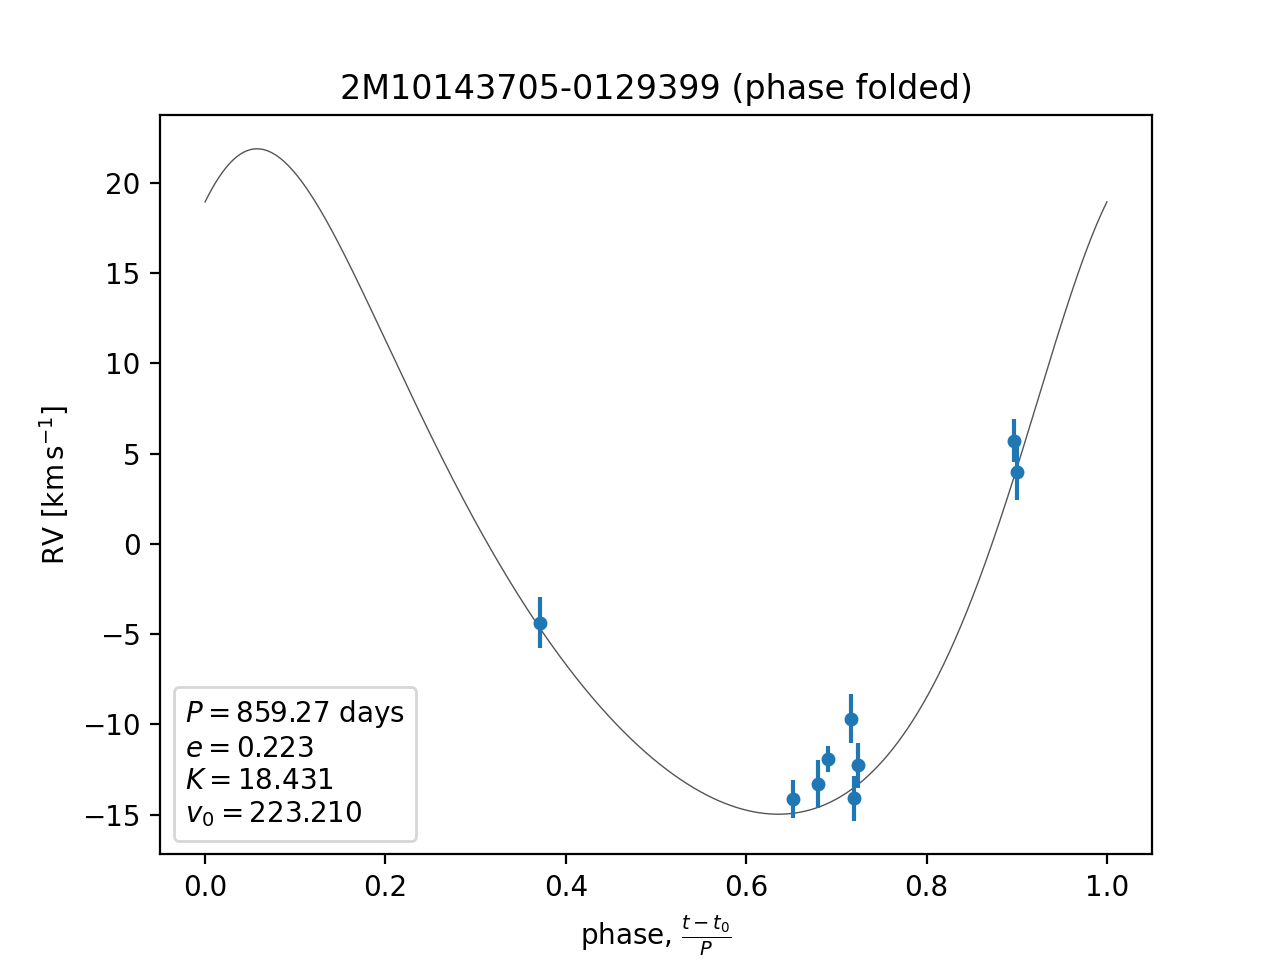 2M10143705-0129399 (phase folded)
RV [km s⁻¹]
20
15
10
5
0
−5
−10
−15
P = 859.27 days
e = 0.223
K = 18.431
v₀ = 223.210
0.0 0.2 0.4 0.6 0.8 1.0
phase, (t − t₀)/P